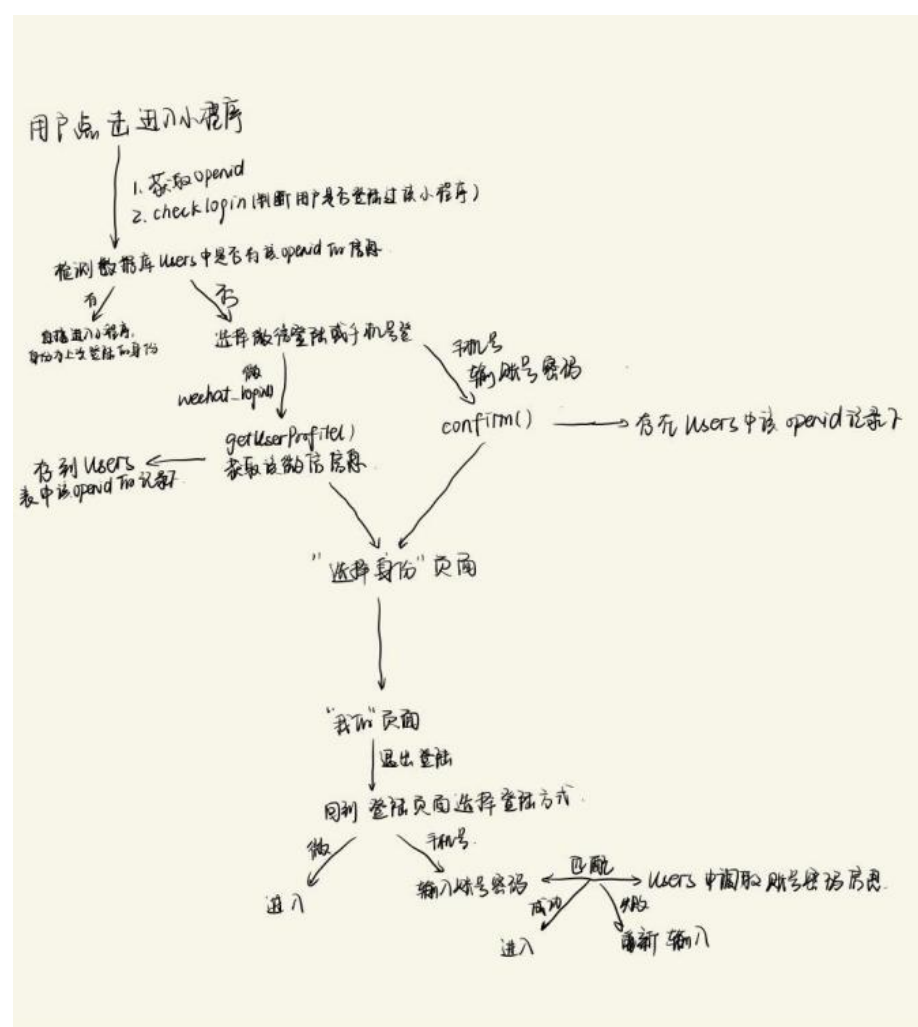 用户点击进入小程序
1. 获取openid
2. checklogin(判断用户是否登陆过该小程序)
检测数据库Users中是否有该openid的信息.
有
否
直接进入小程序,
身份为上次登陆的身份
选择微信登陆或手机号登
微
wechat_login()
手机号
输账号密码
getUserProfile()
获取该微信信息.
confirm()
存在Users中该openid记录下
存到Users
表中该openid的记录下
"选择身份"页面
"我的"页面
退出登陆
回到登陆页面选择登陆方式.
微
手机号.
进入
输入账号密码
匹配
Users中调取账号密码信息.
成功
失败
进入
重新输入